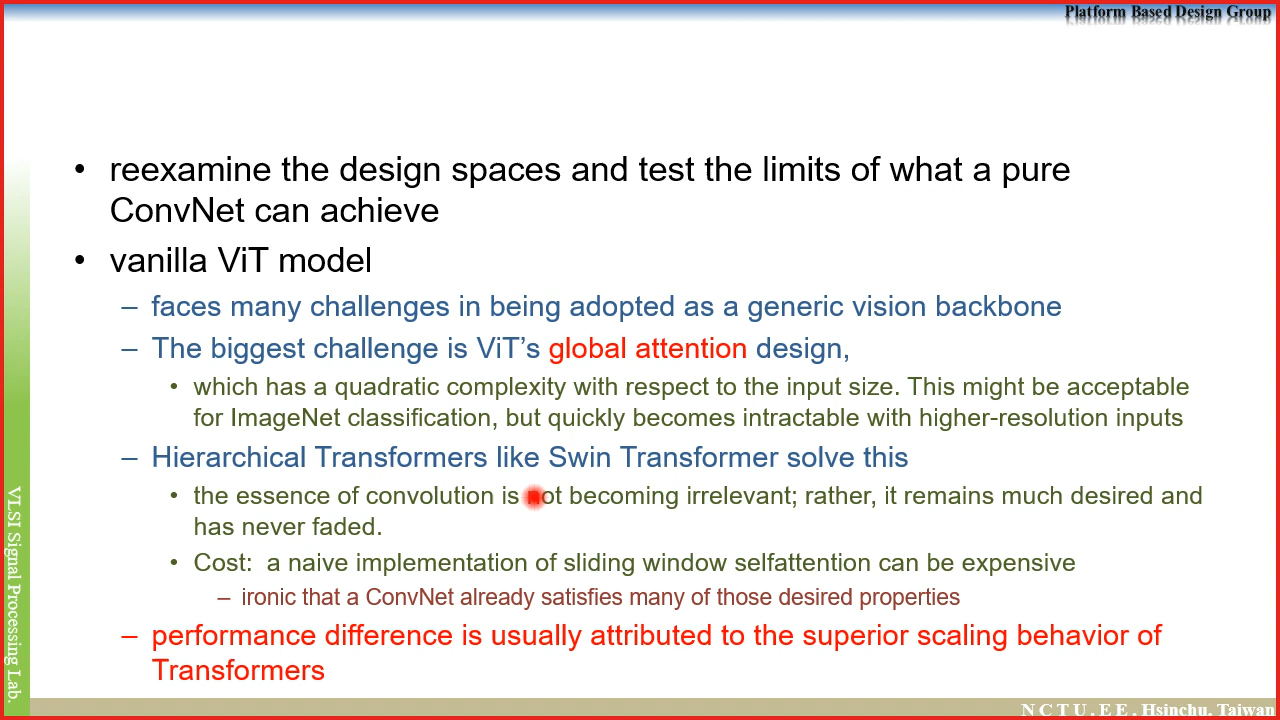 Platform Based Design Group
• reexamine the design spaces and test the limits of what a pure
ConvNet can achieve
• vanilla ViT model
– faces many challenges in being adopted as a generic vision backbone
– The biggest challenge is ViT’s global attention design,
• which has a quadratic complexity with respect to the input size. This might be acceptable
for ImageNet classification, but quickly becomes intractable with higher-resolution inputs
– Hierarchical Transformers like Swin Transformer solve this
• the essence of convolution is not becoming irrelevant; rather, it remains much desired and
has never faded.
• Cost: a naive implementation of sliding window selfattention can be expensive
– ironic that a ConvNet already satisfies many of those desired properties
– performance difference is usually attributed to the superior scaling behavior of
Transformers
VLSI Signal Processing Lab.
NCTU.EE, Hsinchu, Taiwan